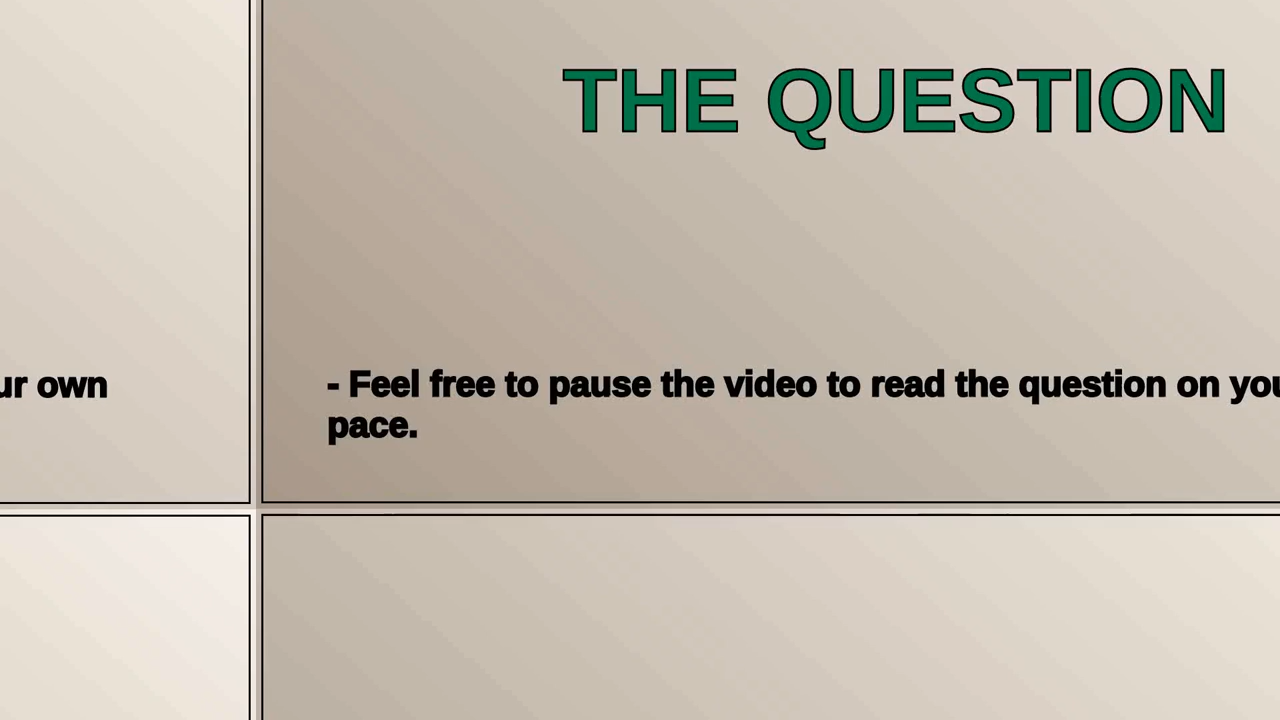 THE QUESTION
ur own
- Feel free to pause the video to read the question on you
pace.